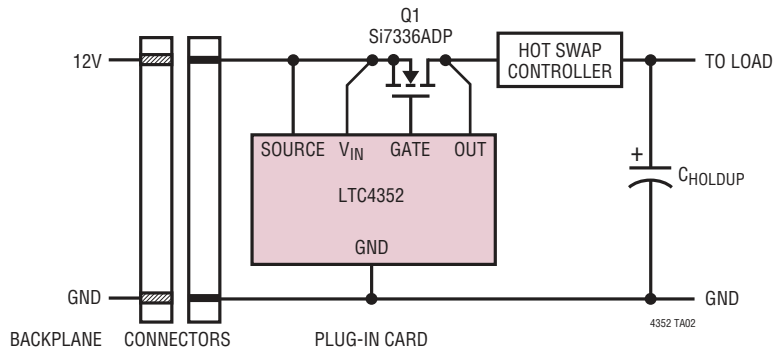 Q1
Si7336ADP
12V
HOT SWAP
CONTROLLER
TO LOAD
SOURCE VIN GATE OUT
LTC4352
GND
+
CHOLDUP
GND
GND
4352 TA02
BACKPLANE CONNECTORS PLUG-IN CARD